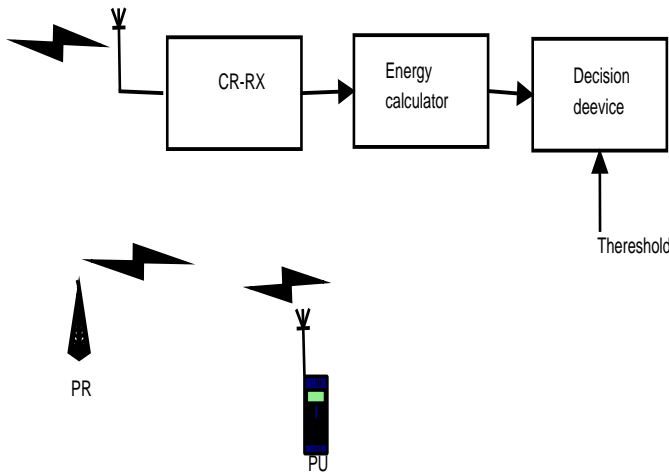 CR-RX
Energy
calculator
Decision
deevice
Thereshold
PR
PU